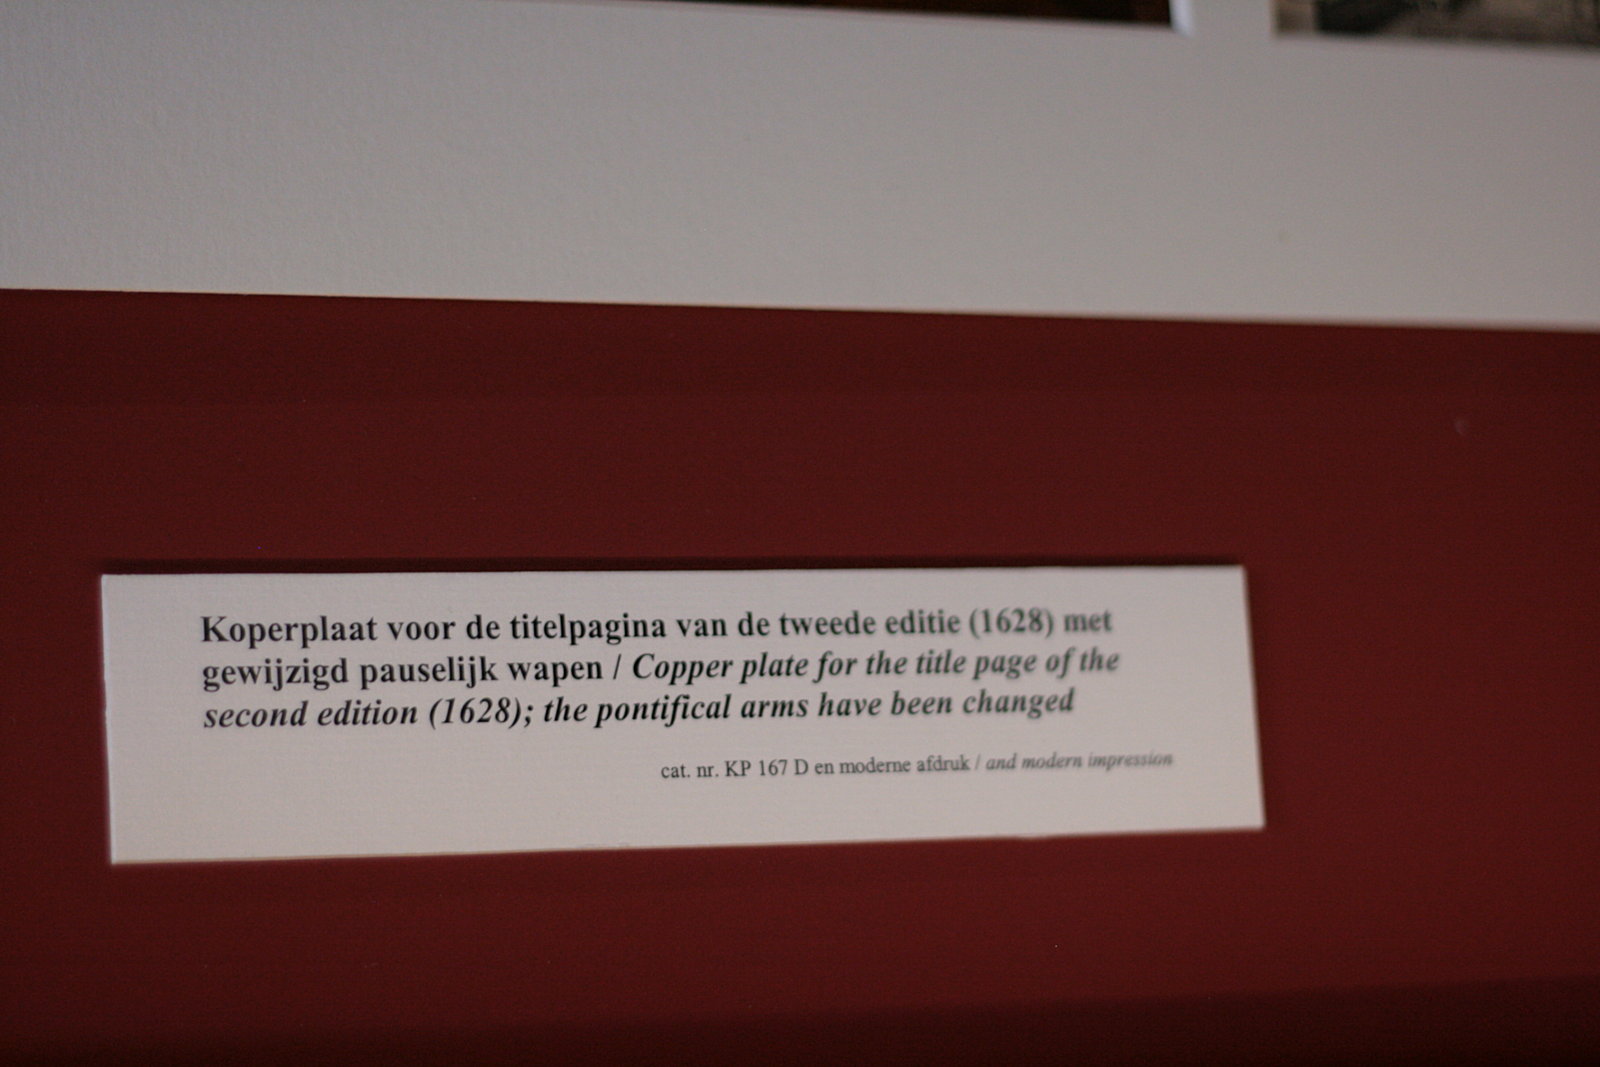 Koperplaat voor de titelpagina van de tweede editie (1628) met
gewijzigd pauselijk wapen / Copper plate for the title page of the
second edition (1628); the pontifical arms have been changed
cat. nr. KP 167 D en moderne afdruk / and modern impression